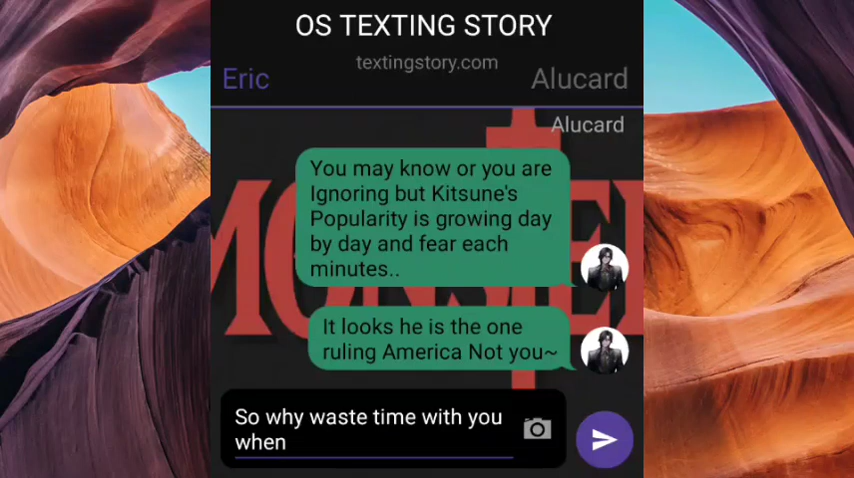 OS TEXTING STORY
textingstory.com
Eric
Alucard
Alucard
You may know or you are
Ignoring but Kitsune's
Popularity is growing day
by day and fear each
minutes..
It looks he is the one
ruling America Not you~
So why waste time with you
when